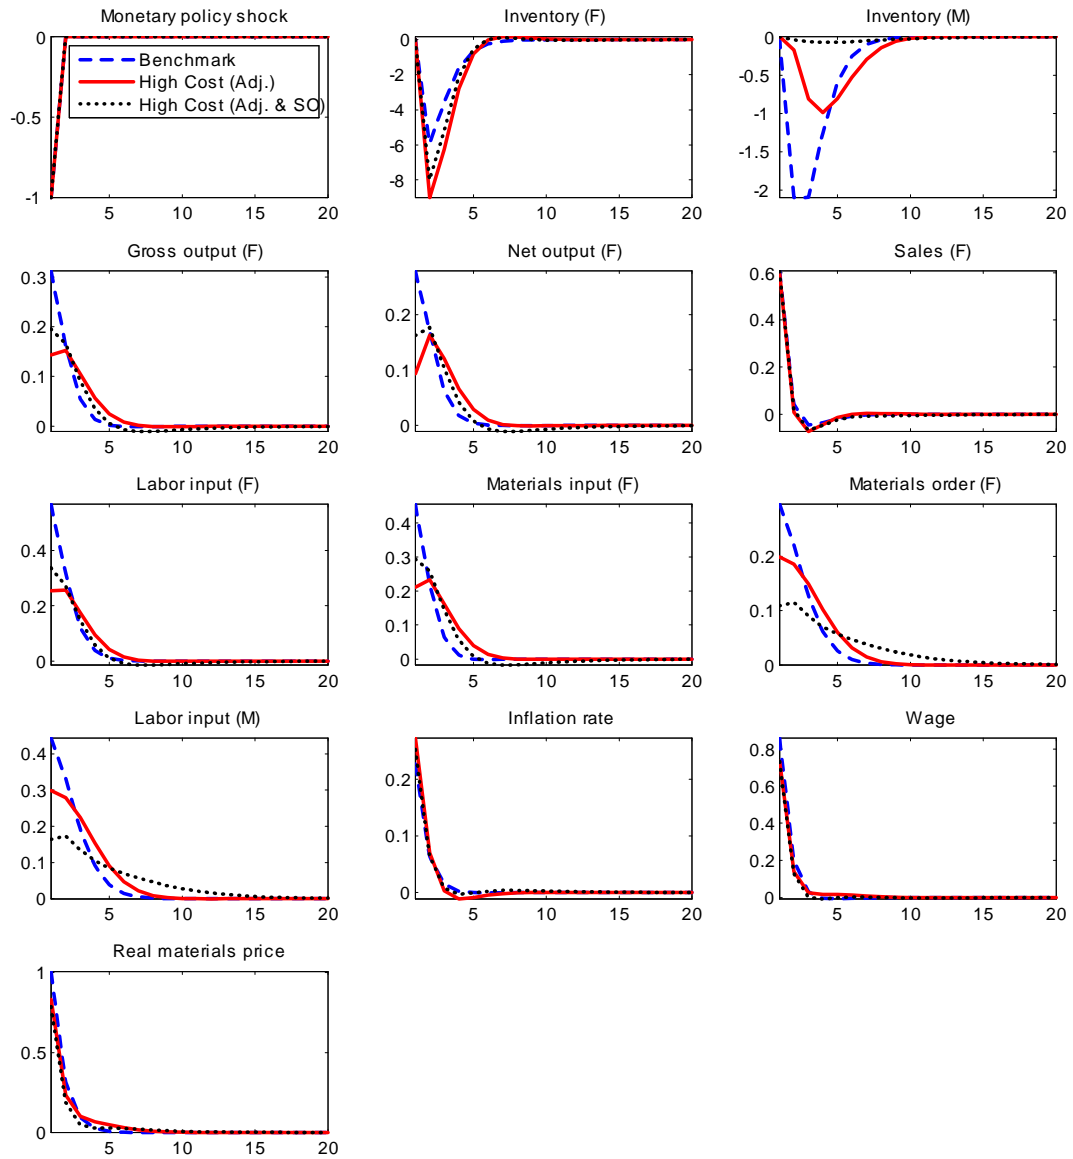 Monetary policy shock
Inventory (F)
Inventory (M)
0
-0.5
-1
Benchmark
High Cost (Adj.)
High Cost (Adj. & SO)
5 10 15 20
0
-2
-4
-6
-8
5 10 15 20
0
-0.5
-1
-1.5
-2
5 10 15 20
Gross output (F)
Net output (F)
Sales (F)
0.3
0.2
0.1
0
5 10 15 20
0.2
0.1
0
5 10 15 20
0.6
0.4
0.2
0
5 10 15 20
Labor input (F)
Materials input (F)
Materials order (F)
0.4
0.2
0
5 10 15 20
0.4
0.3
0.2
0.1
0
5 10 15 20
0.2
0.1
0
5 10 15 20
Labor input (M)
Inflation rate
Wage
0.4
0.3
0.2
0.1
0
5 10 15 20
0.2
0.1
0
5 10 15 20
0.8
0.6
0.4
0.2
0
5 10 15 20
Real materials price
1
0.5
0
5 10 15 20